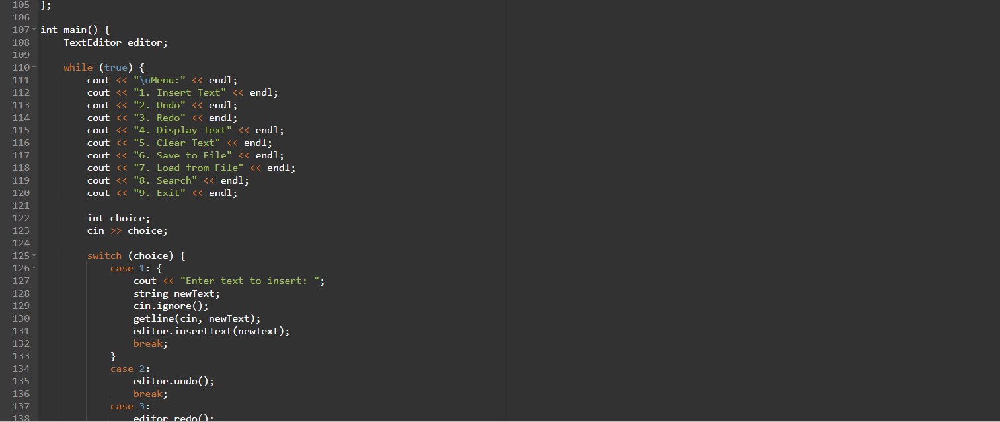 105 };
106
107 int main() {
108     TextEditor editor;
109
110     while (true) {
111         cout << "\nMenu:" << endl;
112         cout << "1. Insert Text" << endl;
113         cout << "2. Undo" << endl;
114         cout << "3. Redo" << endl;
115         cout << "4. Display Text" << endl;
116         cout << "5. Clear Text" << endl;
117         cout << "6. Save to File" << endl;
118         cout << "7. Load from File" << endl;
119         cout << "8. Search" << endl;
120         cout << "9. Exit" << endl;
121
122         int choice;
123         cin >> choice;
124
125         switch (choice) {
126             case 1: {
127                 cout << "Enter text to insert: ";
128                 string newText;
129                 cin.ignore();
130                 getline(cin, newText);
131                 editor.insertText(newText);
132                 break;
133             }
134             case 2:
135                 editor.undo();
136                 break;
137             case 3:
138                 editor.redo();